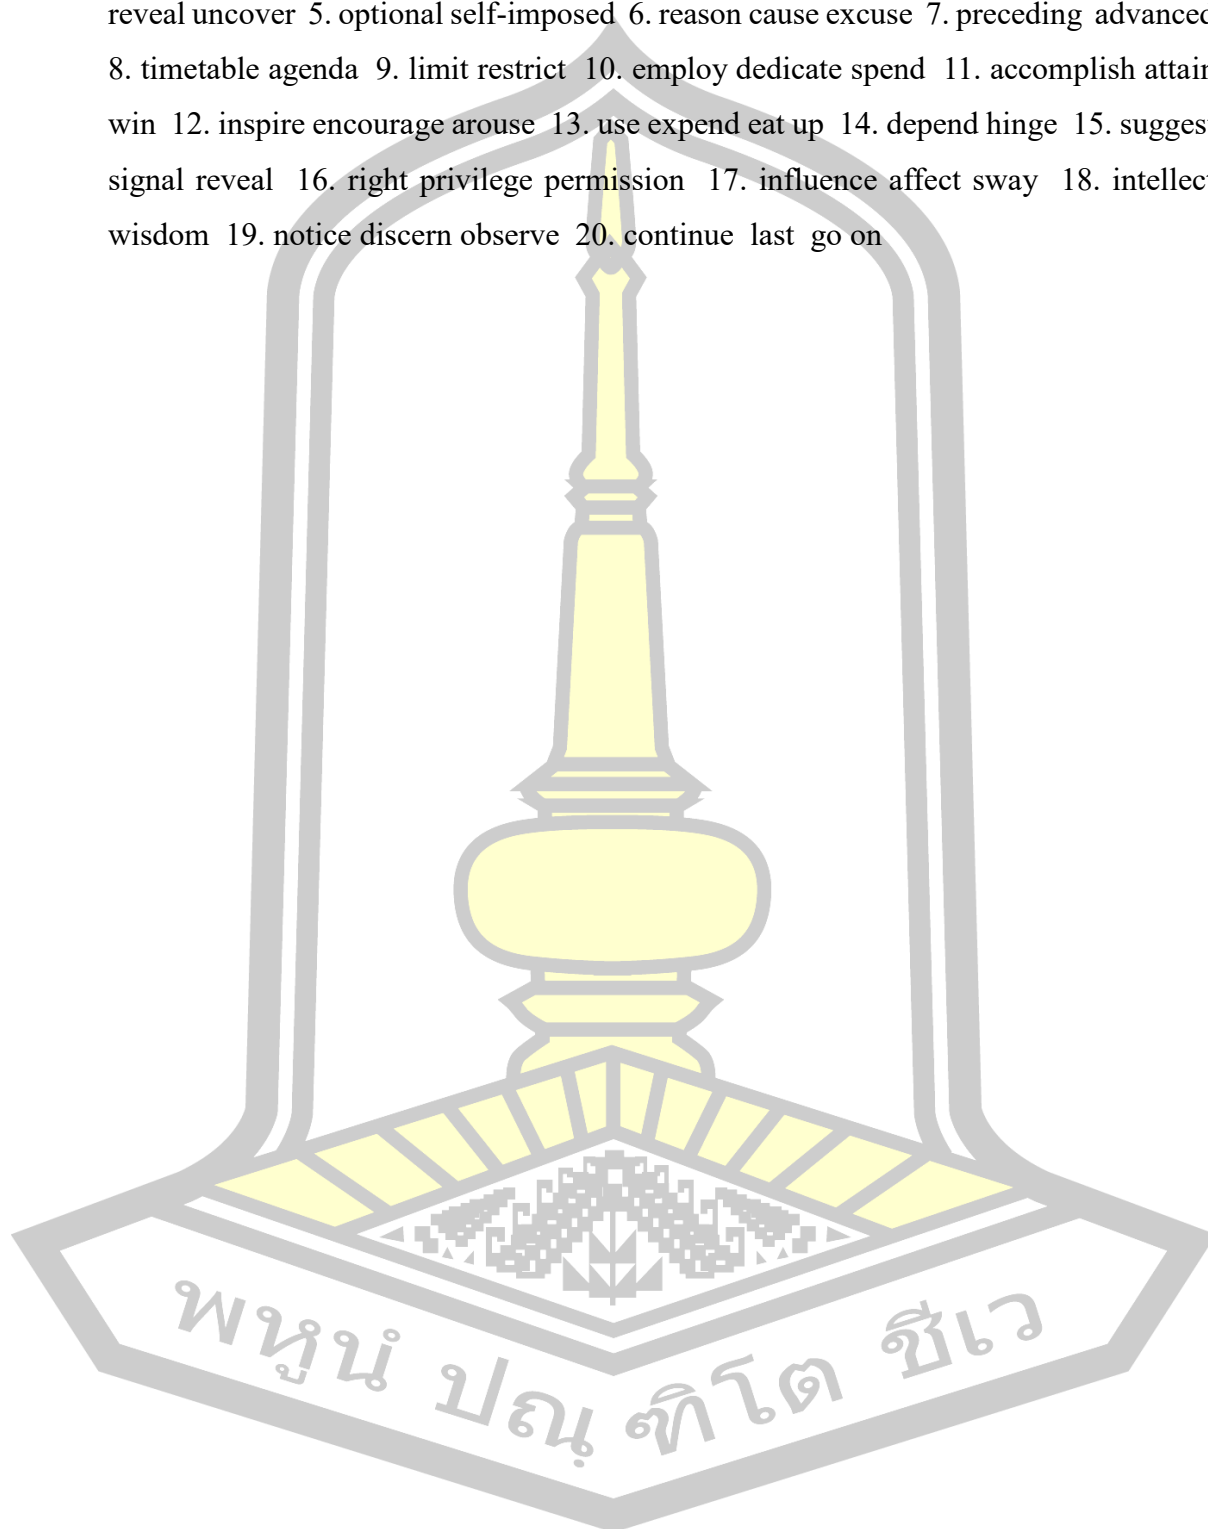 reveal uncover 5. optional self-imposed 6. reason cause excuse 7. preceding advanced
8. timetable agenda 9. limit restrict 10. employ dedicate spend 11. accomplish attain
win 12. inspire encourage arouse 13. use expend eat up 14. depend hinge 15. suggest
signal reveal 16. right privilege permission 17. influence affect sway 18. intellect
wisdom 19. notice discern observe 20. continue last go on
พหูนํ ปณฺฑิโต ชีเว